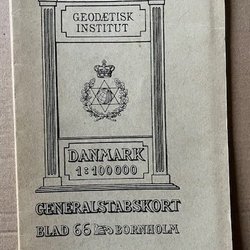 GEODÆTISK
INSTITUT
DANMARK
1:100000
GENERALSTABSKORT
BLAD 66 BORNHOLM